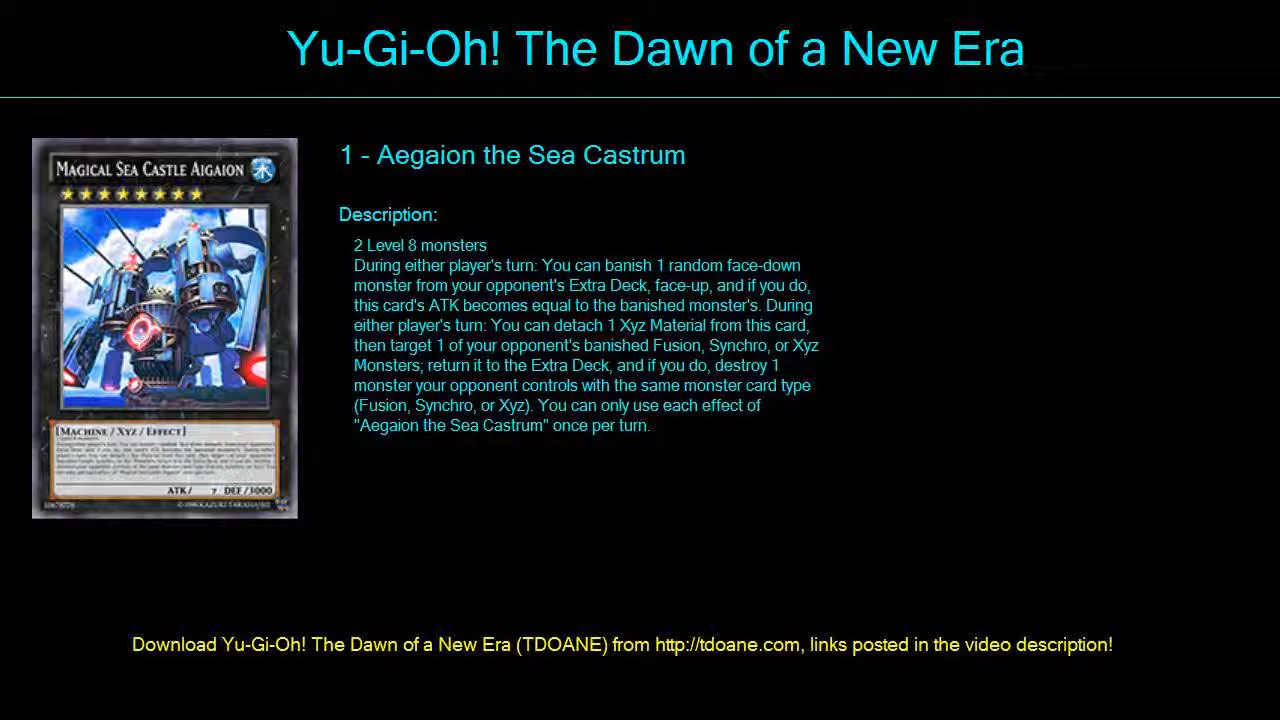 Yu-Gi-Oh! The Dawn of a New Era
1 - Aegaion the Sea Castrum
MAGICAL SEA CASTLE AIGAION
水
Description:
2 Level 8 monsters
During either player's turn: You can banish 1 random face-down
monster from your opponent's Extra Deck, face-up, and if you do,
this card's ATK becomes equal to the banished monster's. During
either player's turn: You can detach 1 Xyz Material from this card,
then target 1 of your opponent's banished Fusion, Synchro, or Xyz
Monsters; return it to the Extra Deck, and if you do, destroy 1
monster your opponent controls with the same monster card type
(Fusion, Synchro, or Xyz). You can only use each effect of
"Aegaion the Sea Castrum" once per turn.
[MACHINE / XYZ / EFFECT]
ATK/ ? DEF/3000
Download Yu-Gi-Oh! The Dawn of a New Era (TDOANE) from http://tdoane.com, links posted in the video description!